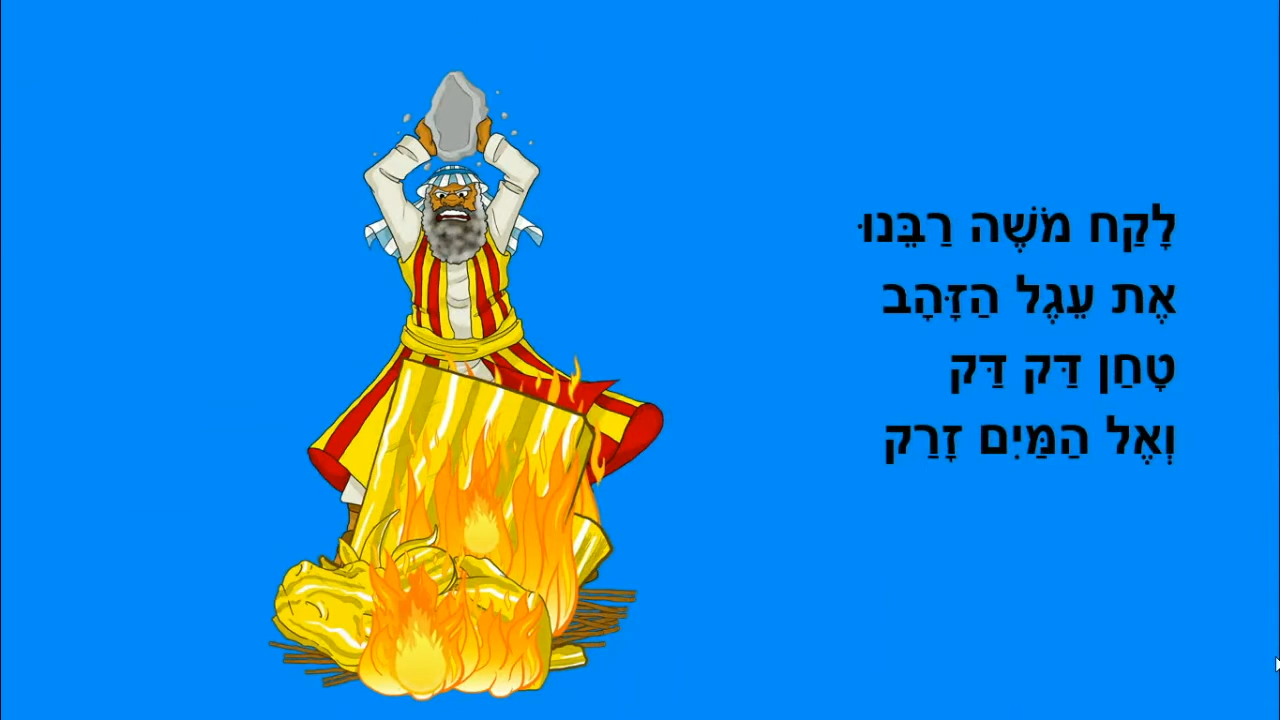 לָקַח מֹשֶׁה רַבֵּנוּ
אֶת עֵגֶל הַזָּהָב
טָחַן דַּק דַּק
וְאֶל הַמַּיִם זָרַק